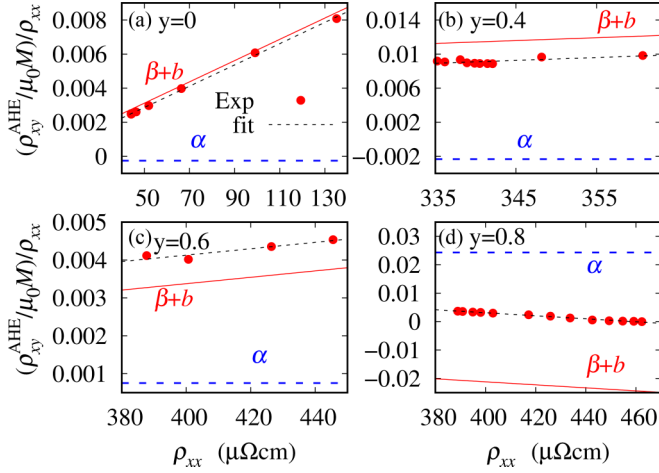 (ρ_xy^AHE/μ₀M)/ρ_xx
(a) y=0
0.008
0.006
0.004
0.002
0
β+b
Exp
fit
α
50 70 90 110 130
(b) y=0.4
0.014
0.01
0.006
0.002
−0.002
β+b
α
335 345 355
(ρ_xy^AHE/μ₀M)/ρ_xx
(c) y=0.6
0.005
0.004
0.003
0.002
0.001
β+b
α
380 400 420 440
ρ_xx (μΩcm)
(d) y=0.8
0.03
0.02
0.01
0
−0.01
−0.02
α
β+b
380 400 420 440 460
ρ_xx (μΩcm)